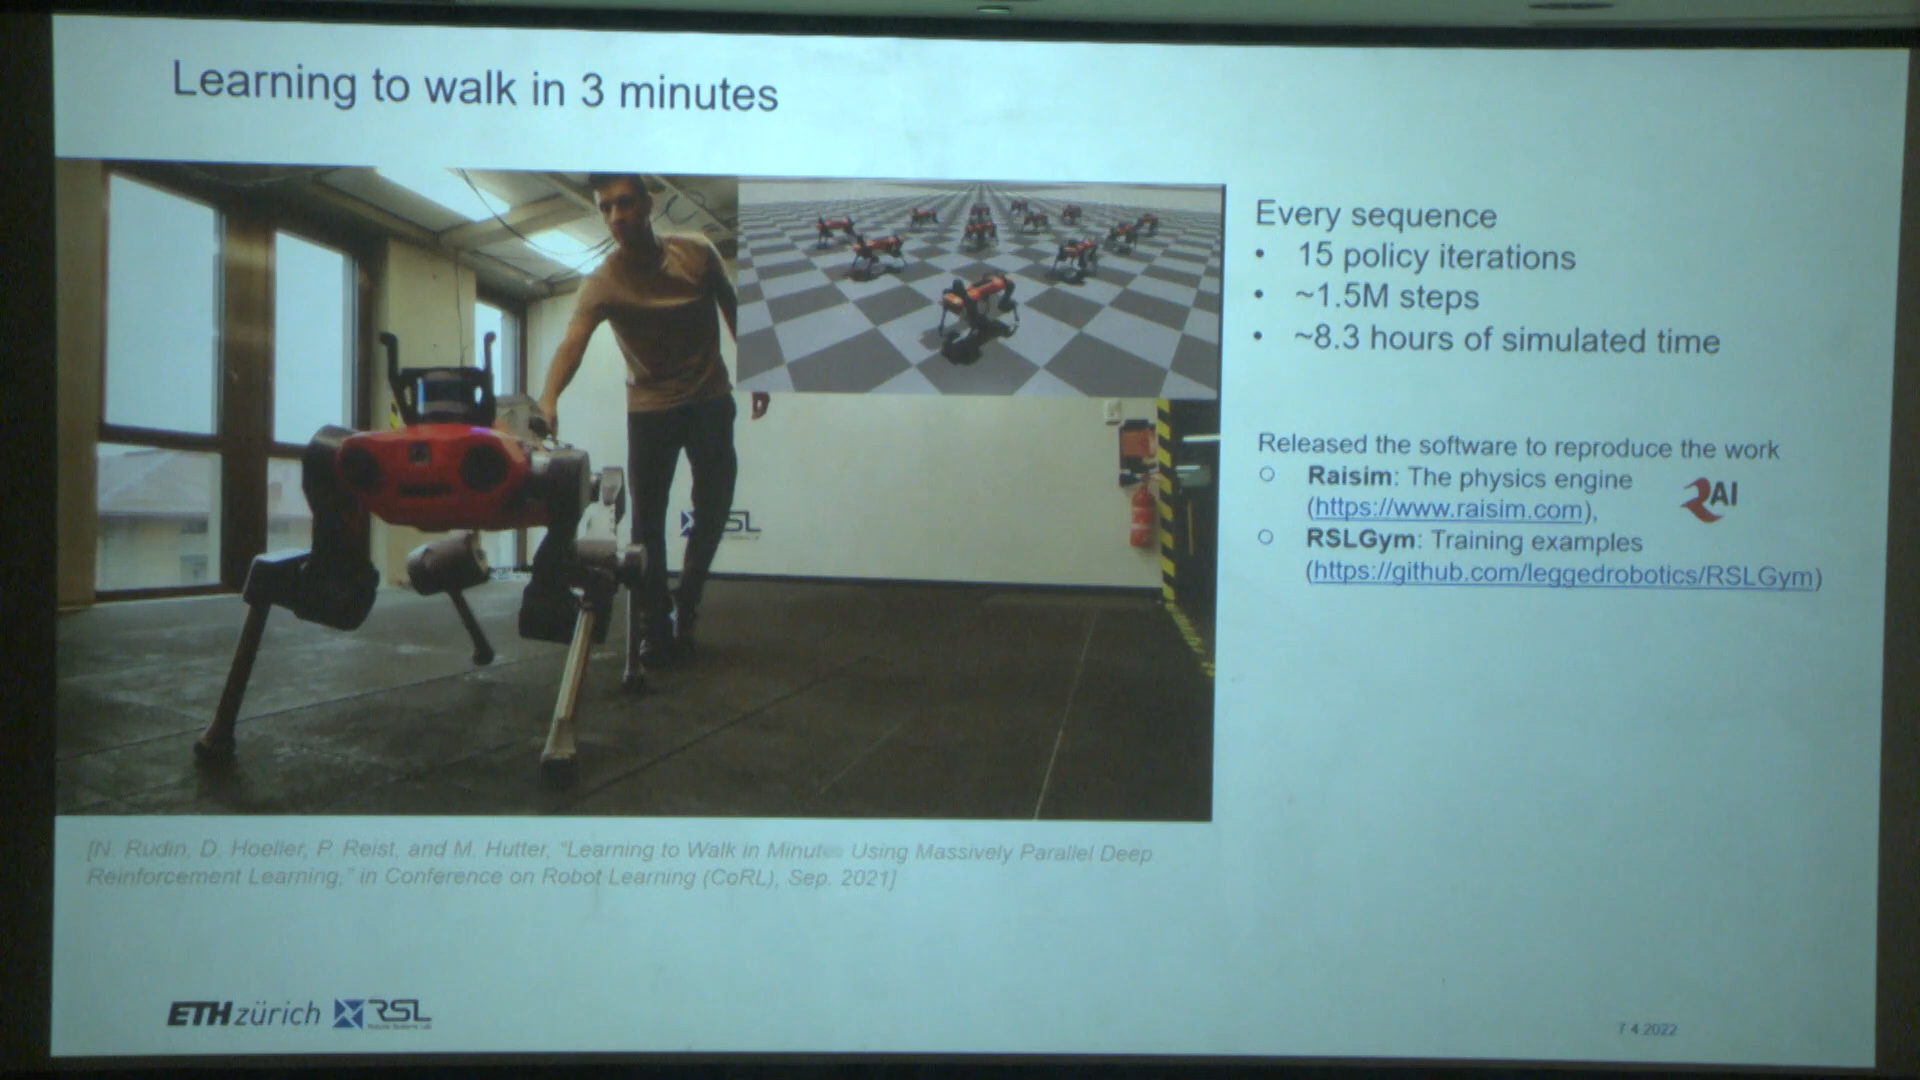 Learning to walk in 3 minutes
Every sequence
• 15 policy iterations
• ~1.5M steps
• ~8.3 hours of simulated time
Released the software to reproduce the work
○ Raisim: The physics engine
(https://www.raisim.com),
RAI
○ RSLGym: Training examples
(https://github.com/leggedrobotics/RSLGym)
RSL
[N. Rudin, D. Hoeller, P. Reist, and M. Hutter, "Learning to Walk in Minutes Using Massively Parallel Deep
Reinforcement Learning," in Conference on Robot Learning (CoRL), Sep. 2021]
ETH zürich RSL
Robotic Systems Lab
7 4 2022